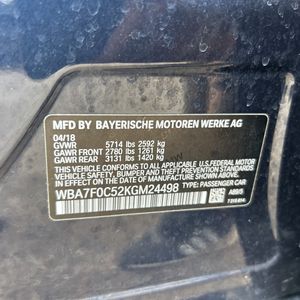 MFD. BY BAYERISCHE MOTOREN WERKE AG
04/18
GVWR 5714 lbs 2592 kg
GAWR FRONT 2780 lbs 1261 kg
GAWR REAR 3131 lbs 1420 kg
THIS VEHICLE CONFORMS TO ALL APPLICABLE
FEDERAL MOTOR VEHICLE SAFETY, BUMPER, AND
THEFT PREVENTION STANDARDS IN EFFECT ON THE
DATE OF MANUFACTURE SHOWN ABOVE.
WBA7F0C52KGM24498 TYPE: PASSENGER CAR